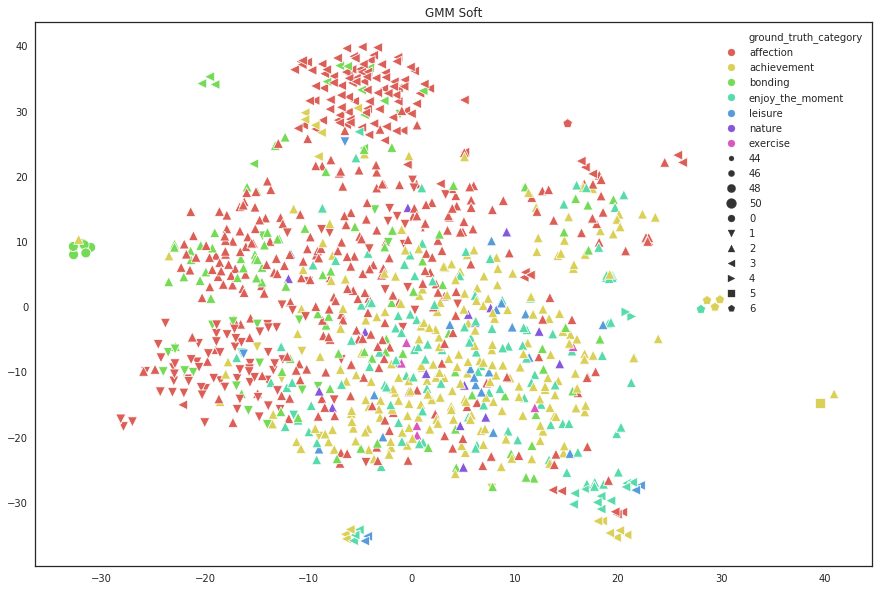 GMM Soft
ground_truth_category
affection
achievement
bonding
enjoy_the_moment
leisure
nature
exercise
44
46
48
50
0
1
2
3
4
5
6
40
30
20
10
0
−10
−20
−30
−30 −20 −10 0 10 20 30 40